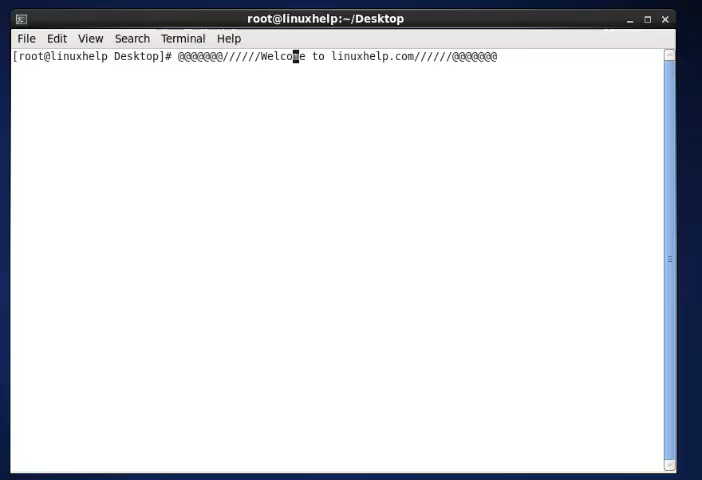 root@linuxhelp:~/Desktop
File Edit View Search Terminal Help
[root@linuxhelp Desktop]# @@@@@@@//////Welcome to linuxhelp.com//////@@@@@@@